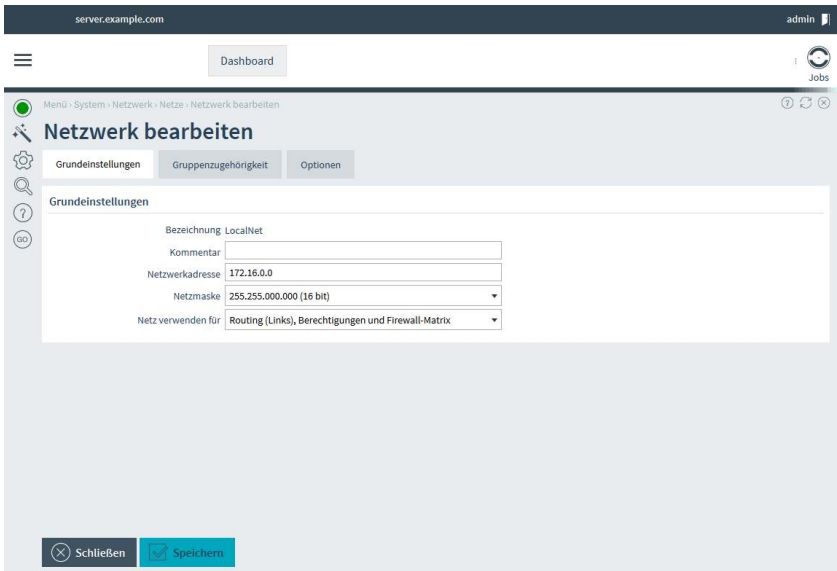 server.example.com
admin
Dashboard
Jobs
Menü › System › Netzwerk › Netze › Netzwerk bearbeiten
?
Netzwerk bearbeiten
Grundeinstellungen
Gruppenzugehörigkeit
Optionen
Grundeinstellungen
?
GO
Bezeichnung LocalNet
Kommentar
Netzwerkadresse 172.16.0.0
Netzmaske 255.255.000.000 (16 bit)
Netz verwenden für Routing (Links), Berechtigungen und Firewall-Matrix
Schließen
Speichern